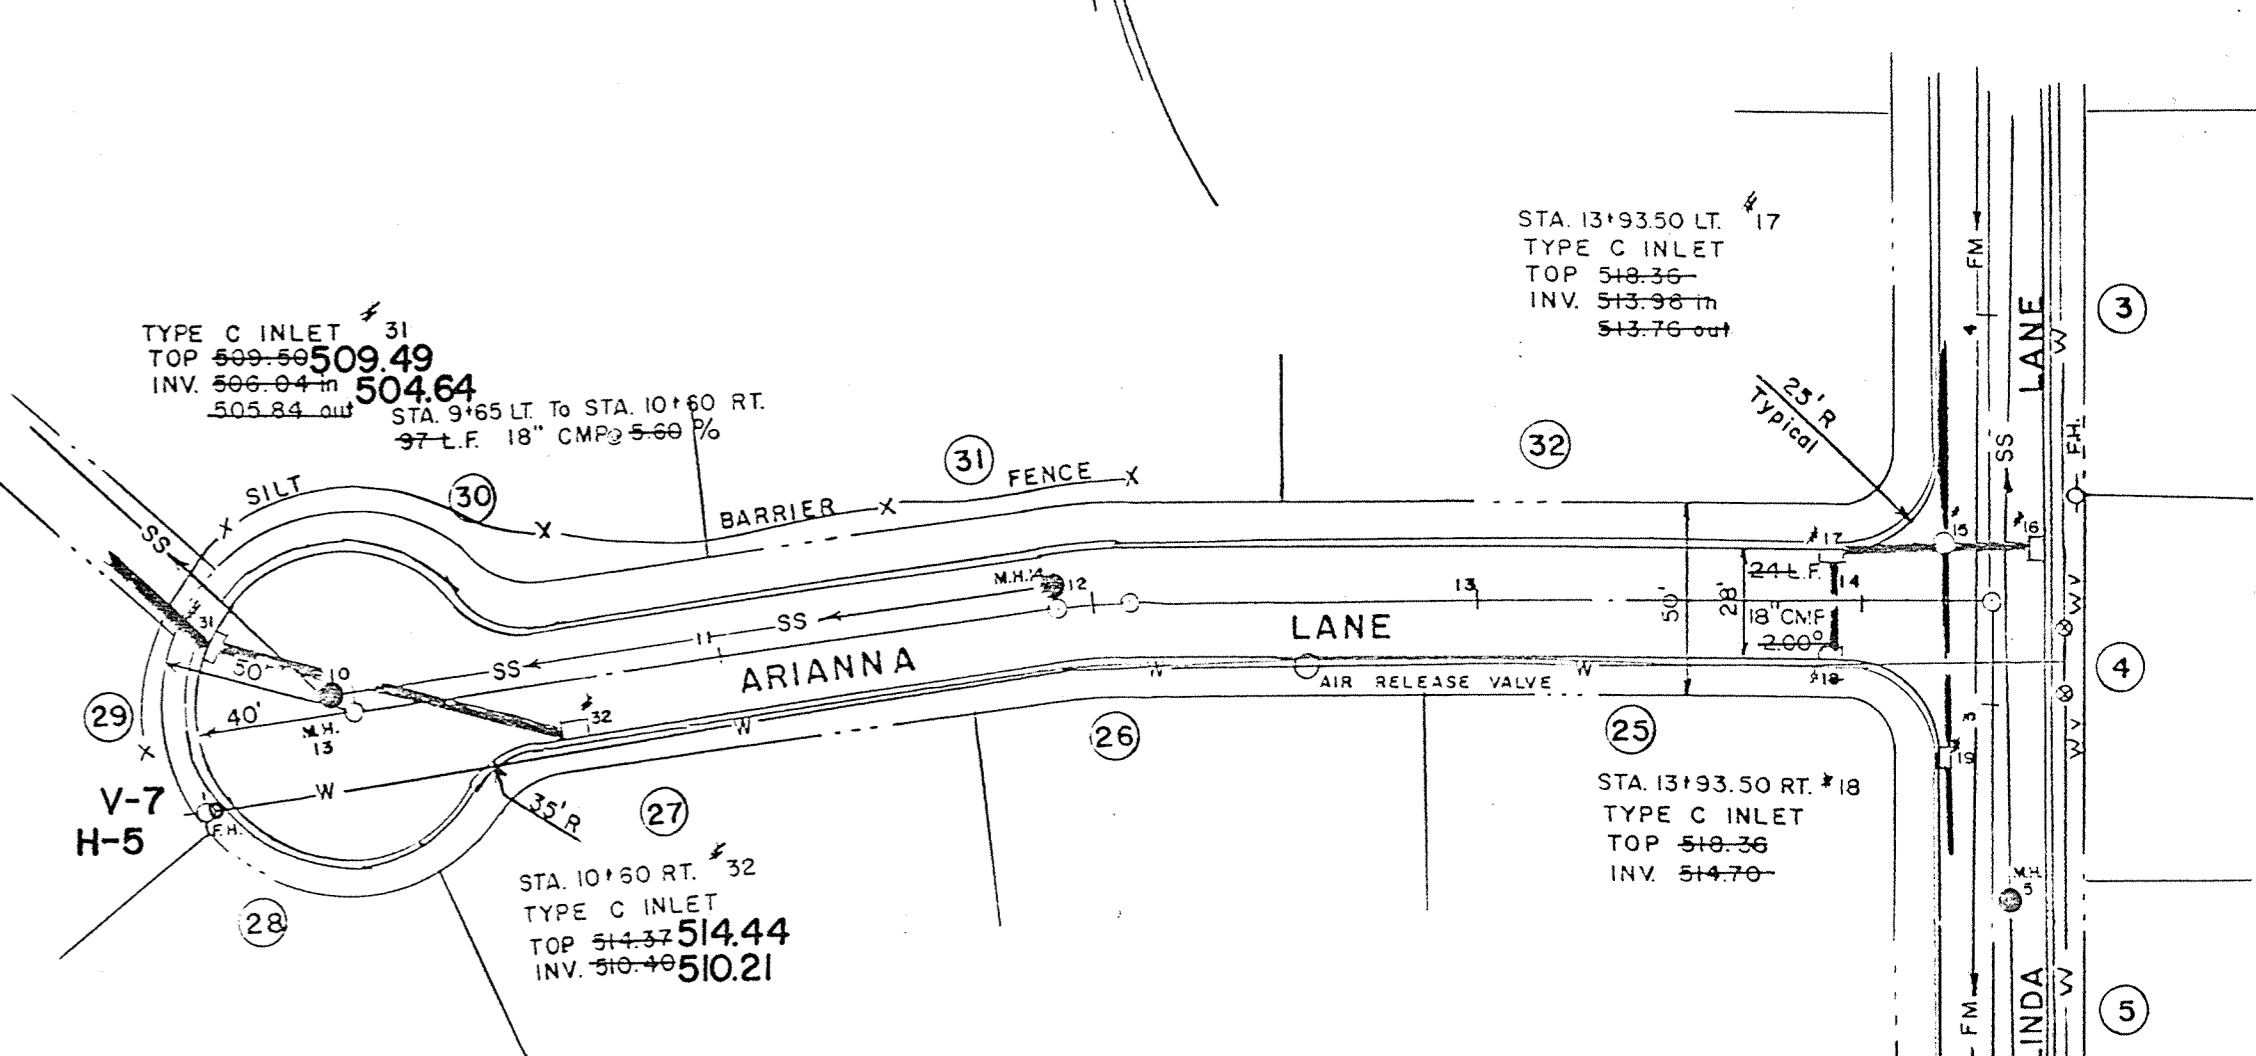 STA. 13+93.50 LT. #17
TYPE C INLET
TOP 518.36
INV. 513.98 in
513.76 out
TYPE C INLET #31
TOP 509.50 509.49
INV. 506.04 in 504.64
505.84 out
STA. 9+65 LT. To STA. 10+60 RT.
97 L.F. 18" CMP@ 5.60 %
25' R
Typical
FM
4
LANE
W
3
SS
F.H.
30
31
32
SILT
BARRIER
FENCE
X
X
X
X
X
SS
#31
50'
10
40'
M.H.
13
29
V-7
H-5
F.H.
W
35' R
#32
W
SS
11
SS
M.H. 14
12
13
ARIANNA
LANE
50'
28'
#17
24 L.F.
14
18" CMP
2.00%
#18
#15
#16
W
W
AIR RELEASE VALVE
W
W
4
3
#19
W
28
27
26
25
STA. 10+60 RT. #32
TYPE C INLET
TOP 514.37 514.44
INV. 510.40 510.21
STA. 13+93.50 RT. #18
TYPE C INLET
TOP 518.36
INV. 514.70
M.H.
5
FM
LINDA
W
5